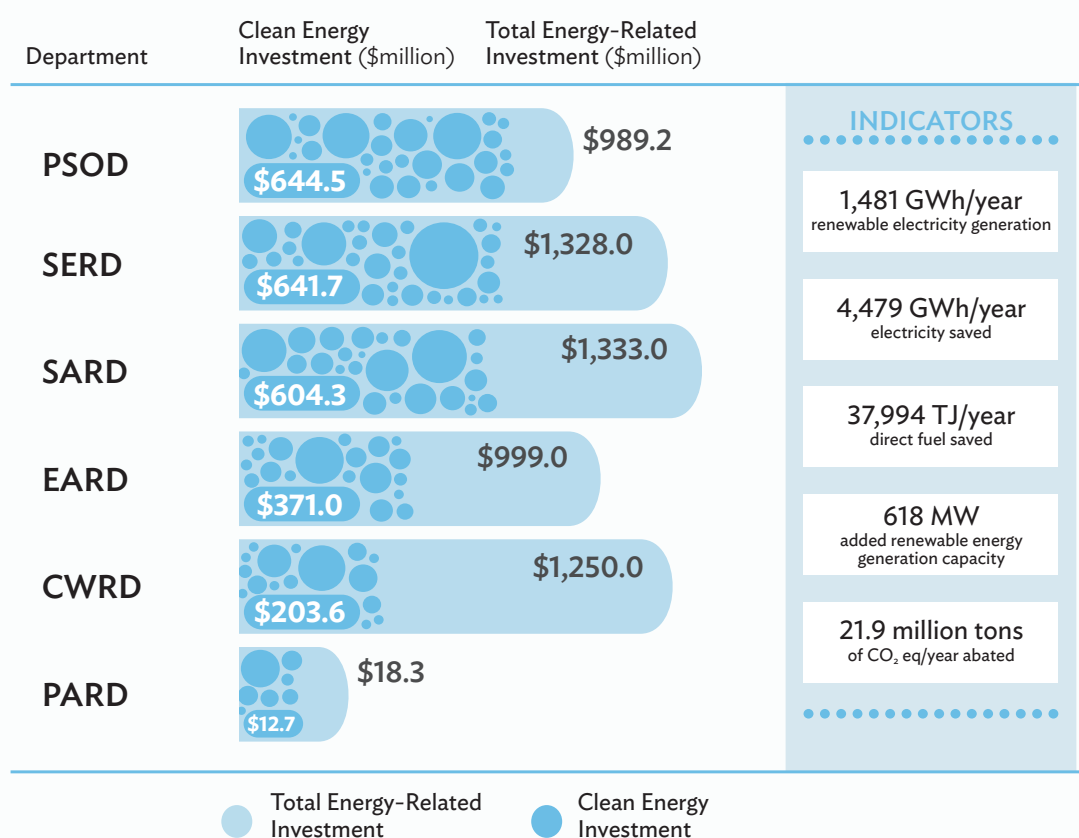 Department
Clean Energy
Investment ($million)
Total Energy-Related
Investment ($million)
PSOD
$644.5
$989.2
SERD
$641.7
$1,328.0
SARD
$604.3
$1,333.0
EARD
$371.0
$999.0
CWRD
$203.6
$1,250.0
PARD
$12.7
$18.3
INDICATORS
1,481 GWh/year
renewable electricity generation
4,479 GWh/year
electricity saved
37,994 TJ/year
direct fuel saved
618 MW
added renewable energy
generation capacity
21.9 million tons
of CO₂ eq/year abated
Total Energy-Related
Investment
Clean Energy
Investment